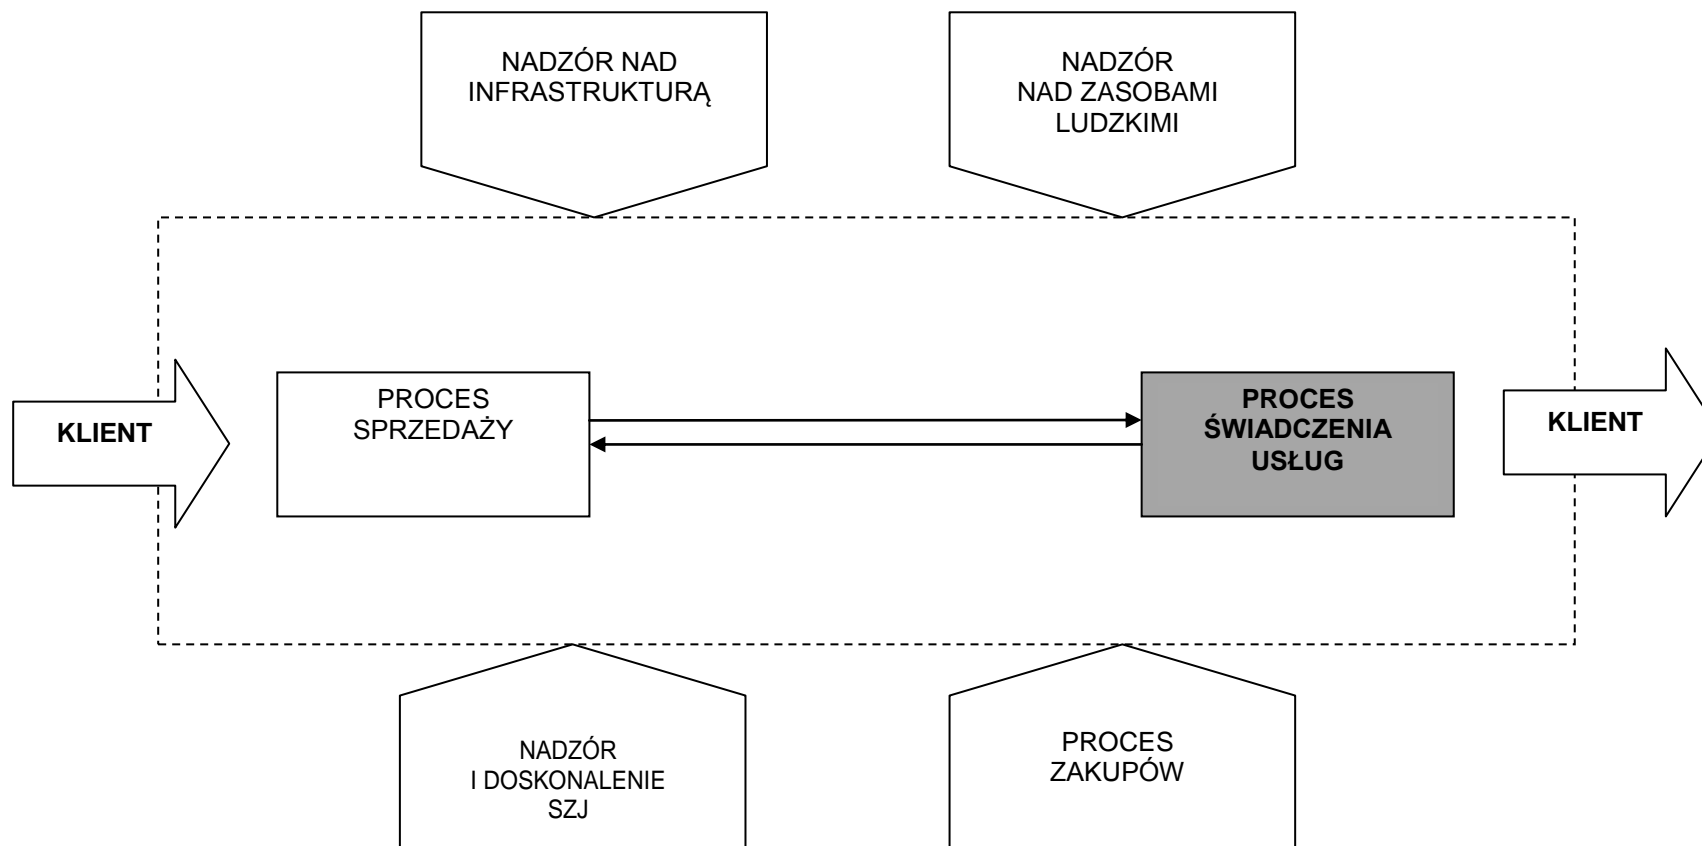 NADZÓR NAD
INFRASTRUKTURĄ
NADZÓR
NAD ZASOBAMI
LUDZKIMI
KLIENT
PROCES
SPRZEDAŻY
PROCES
ŚWIADCZENIA
USŁUG
KLIENT
NADZÓR
I DOSKONALENIE
SZJ
PROCES
ZAKUPÓW